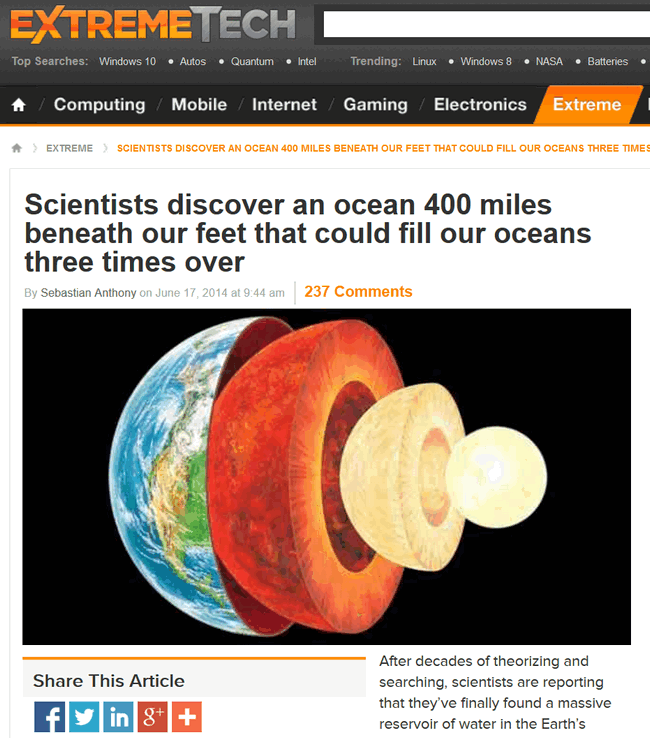 EXTREMETECH
Top Searches: Windows 10 • Autos • Quantum • Intel Trending: Linux • Windows 8 • NASA • Batteries •
/ Computing / Mobile / Internet / Gaming / Electronics Extreme
EXTREME SCIENTISTS DISCOVER AN OCEAN 400 MILES BENEATH OUR FEET THAT COULD FILL OUR OCEANS THREE TIMES
Scientists discover an ocean 400 miles
beneath our feet that could fill our oceans
three times over
By Sebastian Anthony on June 17, 2014 at 9:44 am 237 Comments
After decades of theorizing and
searching, scientists are reporting
that they've finally found a massive
reservoir of water in the Earth's
Share This Article
f in g+ +